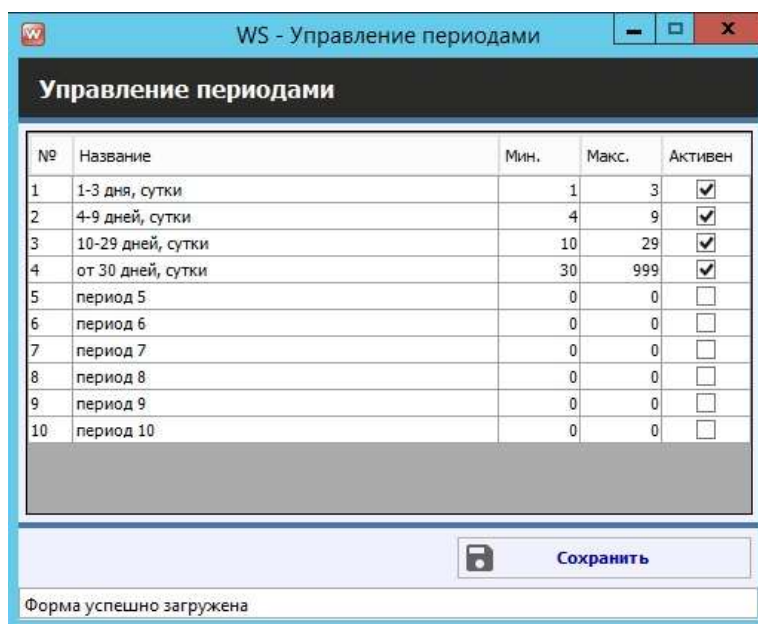 WS - Управление периодами
Управление периодами
№ Название Мин. Макс. Активен
1 1-3 дня, сутки 1 3
2 4-9 дней, сутки 4 9
3 10-29 дней, сутки 10 29
4 от 30 дней, сутки 30 999
5 период 5 0 0
6 период 6 0 0
7 период 7 0 0
8 период 8 0 0
9 период 9 0 0
10 период 10 0 0
Сохранить
Форма успешно загружена